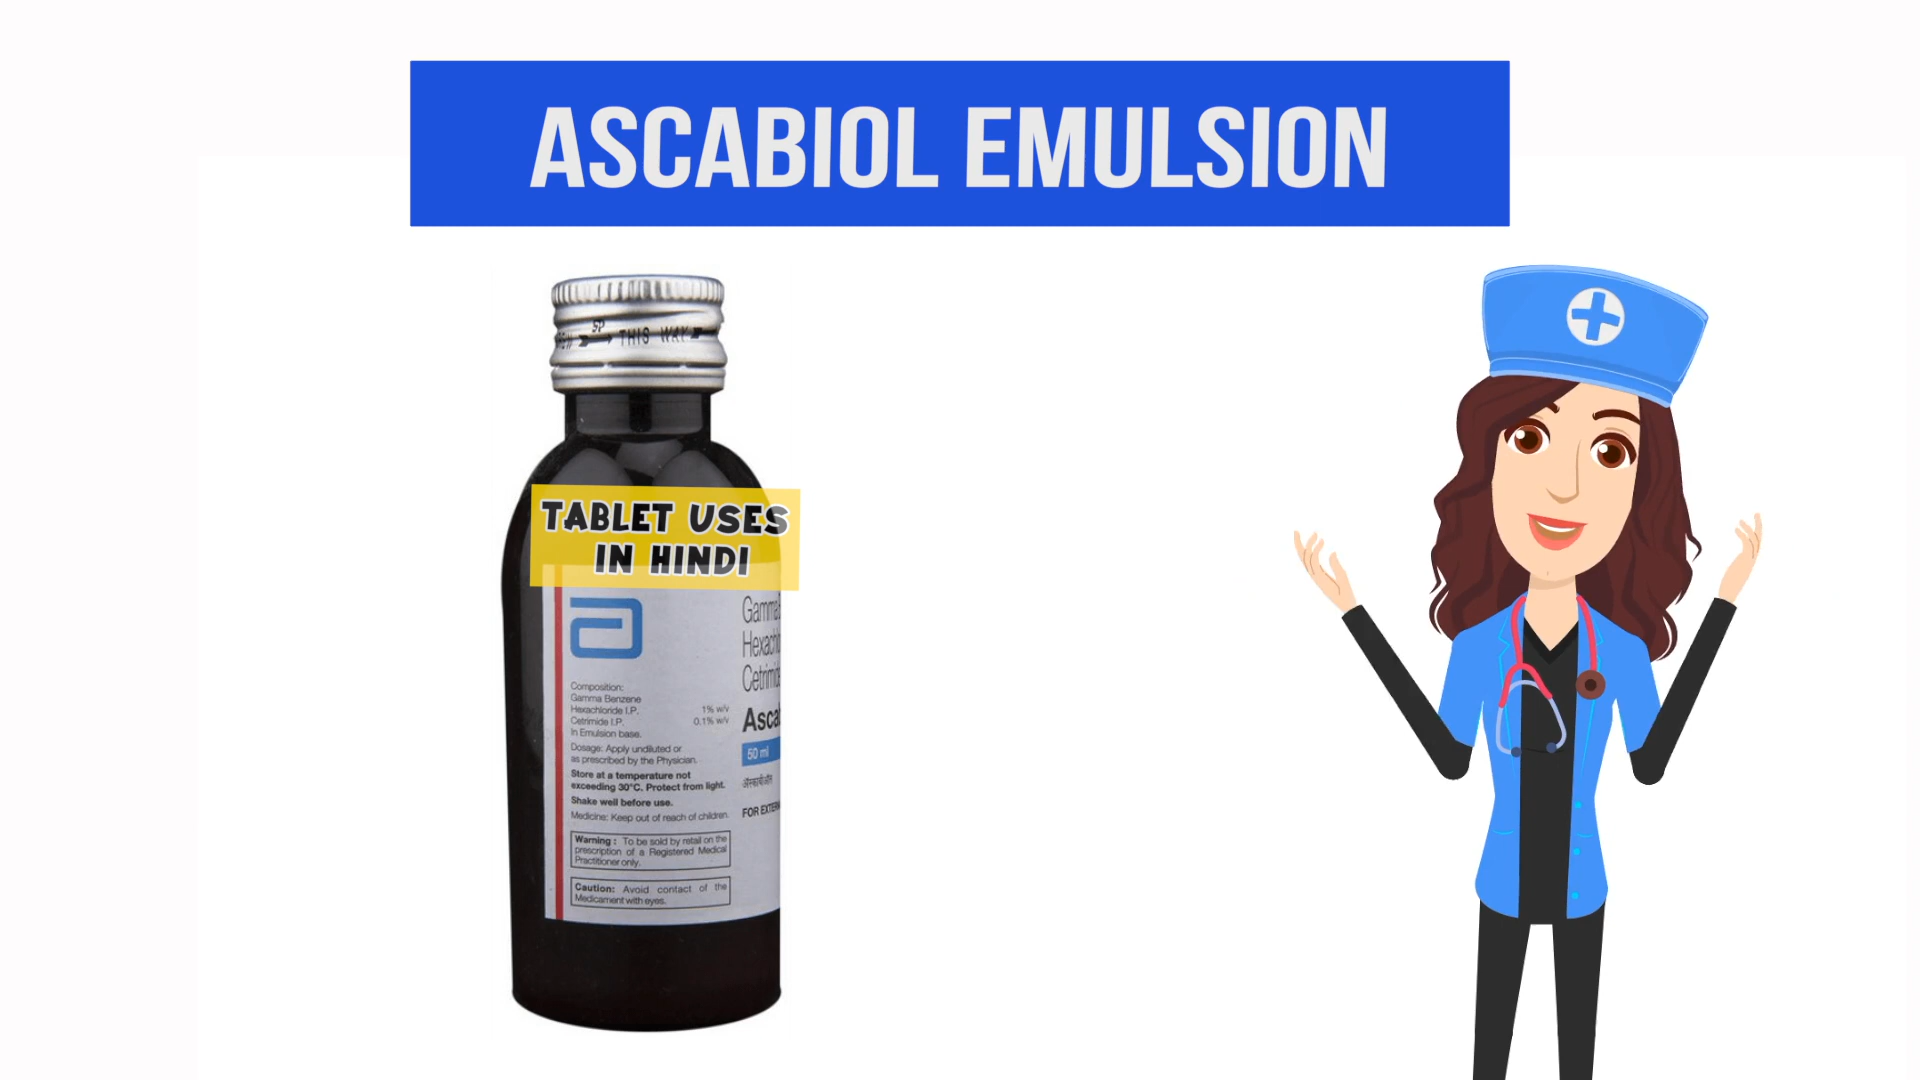 ASCABIOL EMULSION
SP
THIS WAY
TABLET USES
IN HINDI
Composition:
Gamma Benzene
Hexachloride I.P. 1% w/v
Cetrimide I.P. 0.1% w/v
in Emulsion base.
Dosage: Apply undiluted or
as prescribed by the Physician.
Store at a temperature not
exceeding 30°C. Protect from light.
Shake well before use.
Medicine: Keep out of reach of children.
Warning : To be sold by retail on the
prescription of a Registered Medical
Practitioner only.
Caution: Avoid contact of the
Medicament with eyes.
Gamma
50 ml
FOR